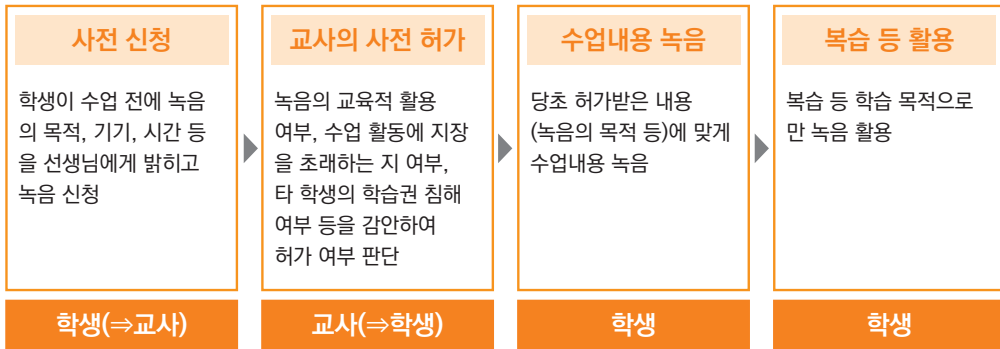 사전 신청
학생이 수업 전에 녹음
의 목적, 기기, 시간 등
을 선생님에게 밝히고
녹음 신청
학생(⇒교사)
교사의 사전 허가
녹음의 교육적 활용
여부, 수업 활동에 지장
을 초래하는 지 여부,
타 학생의 학습권 침해
여부 등을 감안하여
허가 여부 판단
교사(⇒학생)
수업내용 녹음
당초 허가받은 내용
(녹음의 목적 등)에 맞게
수업내용 녹음
학생
복습 등 활용
복습 등 학습 목적으로
만 녹음 활용
학생